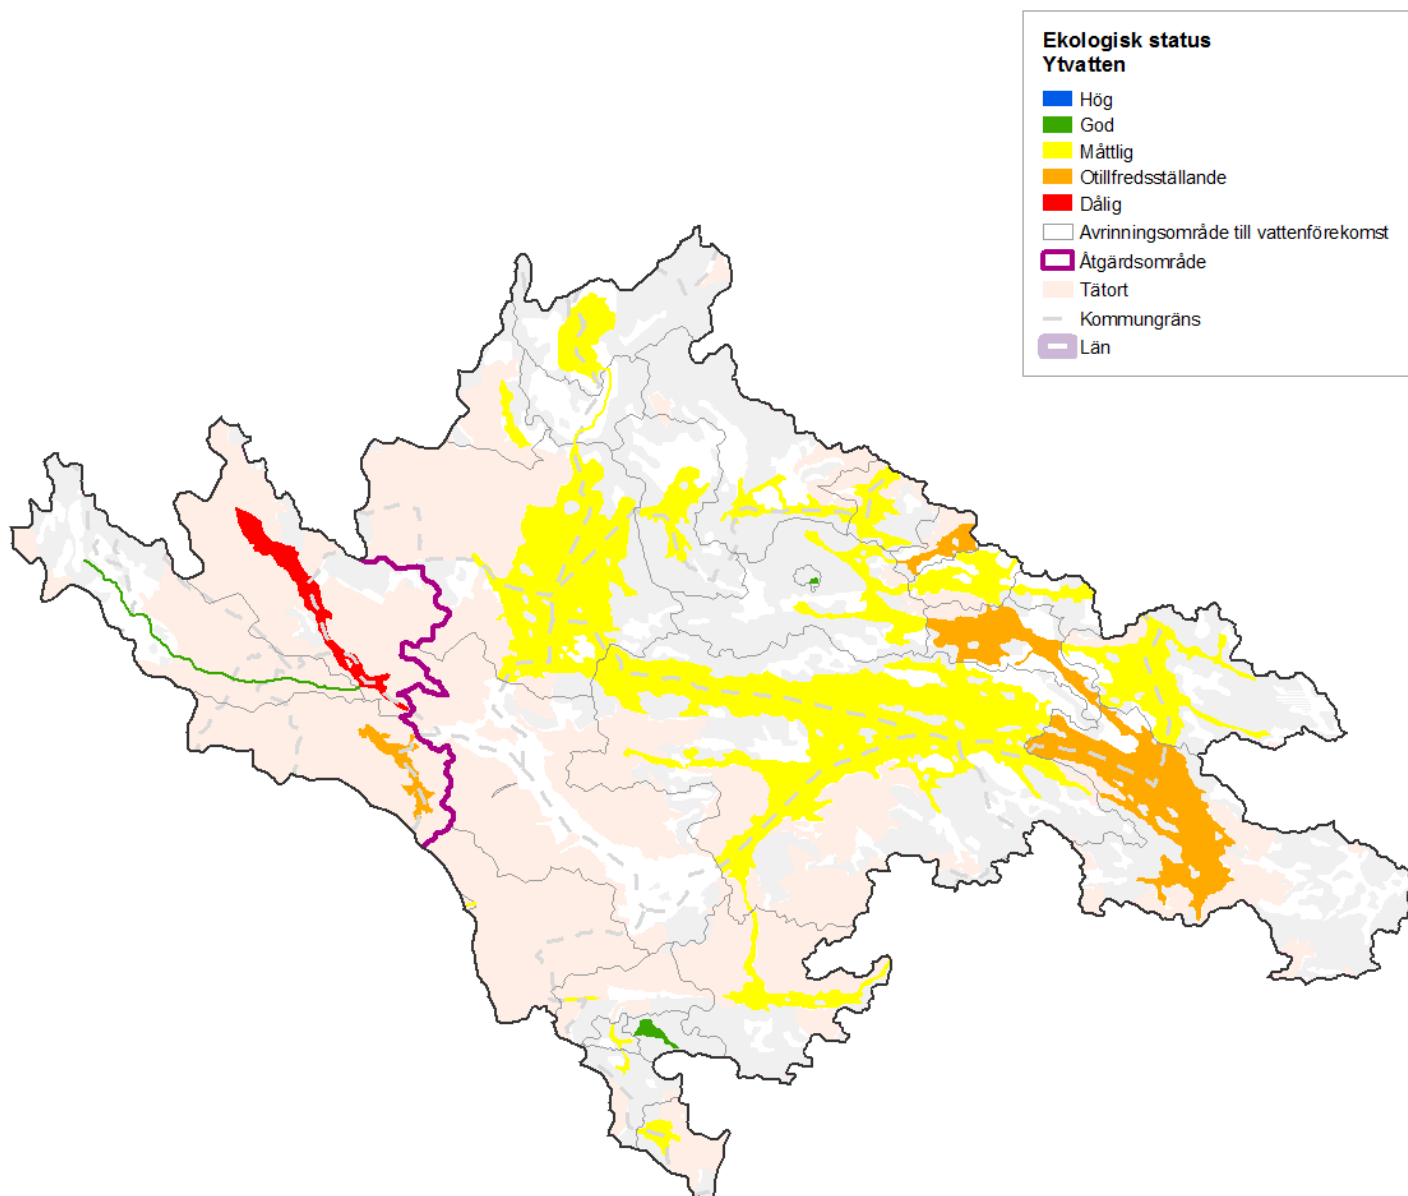 Ekologisk status
Ytvatten
Hög
God
Måttlig
Otillfredsställande
Dålig
Avrinningsområde till vattenförekomst
Åtgärdsområde
Tätort
Kommungräns
Län